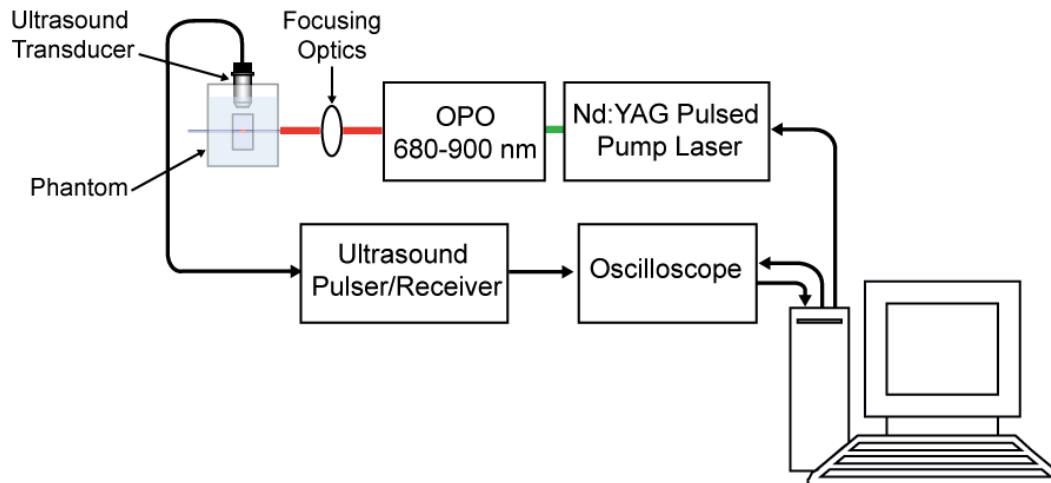 Ultrasound
Transducer
Focusing
Optics
OPO
680-900 nm
Nd:YAG Pulsed
Pump Laser
Phantom
Ultrasound
Pulser/Receiver
Oscilloscope